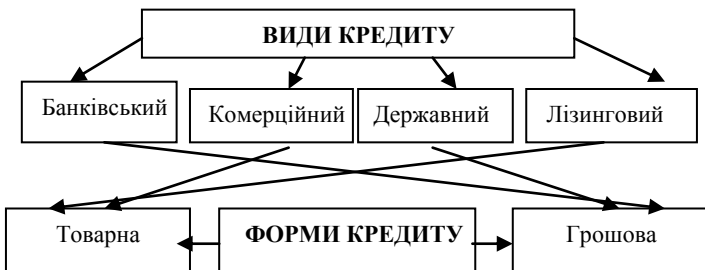 ВИДИ КРЕДИТУ
Банківський
Комерційний
Державний
Лізинговий
Товарна
ФОРМИ КРЕДИТУ
Грошова